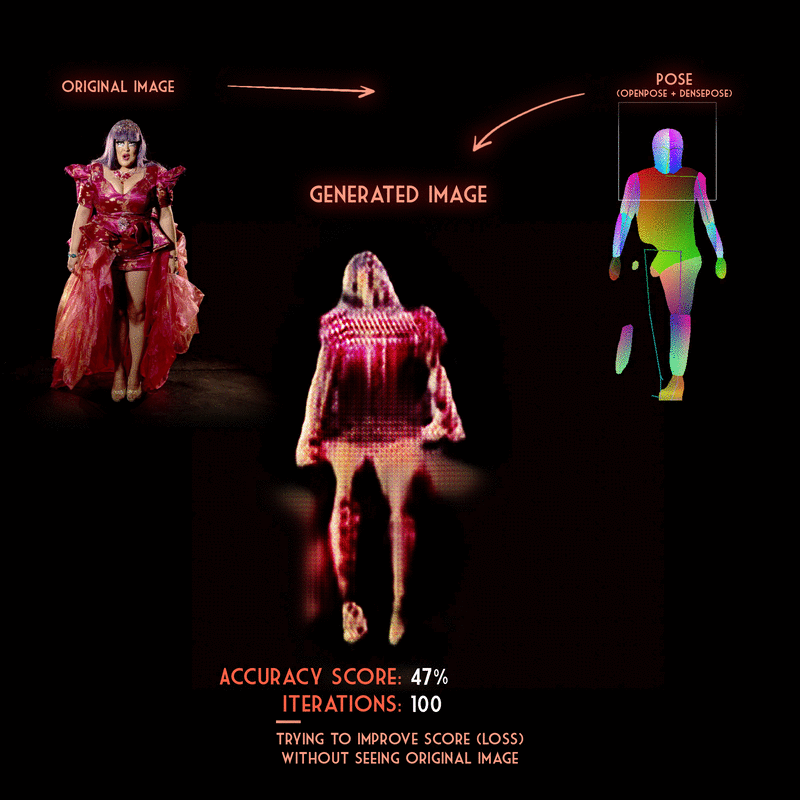 ORIGINAL IMAGE
POSE
(OPENPOSE + DENSEPOSE)
GENERATED IMAGE
ACCURACY SCORE: 47%
ITERATIONS: 100
TRYING TO IMPROVE SCORE (LOSS)
WITHOUT SEEING ORIGINAL IMAGE